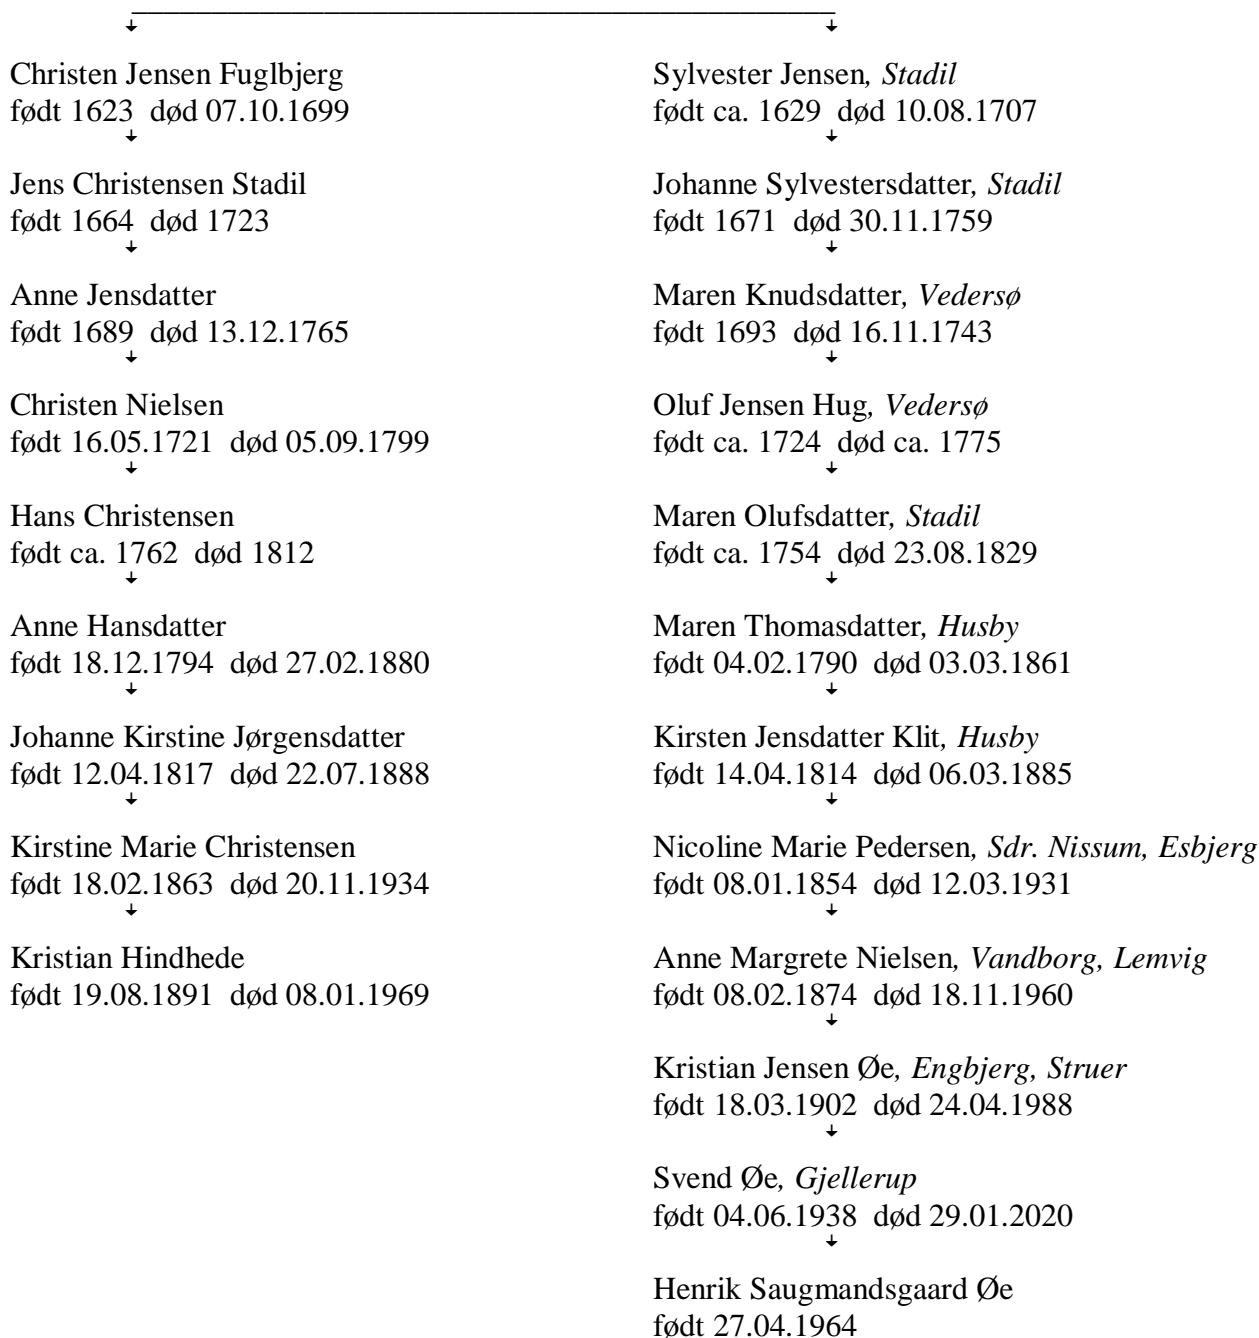 Christen Jensen Fuglbjerg
født 1623 død 07.10.1699
Jens Christensen Stadil
født 1664 død 1723
Anne Jensdatter
født 1689 død 13.12.1765
Christen Nielsen
født 16.05.1721 død 05.09.1799
Hans Christensen
født ca. 1762 død 1812
Anne Hansdatter
født 18.12.1794 død 27.02.1880
Johanne Kirstine Jørgensdatter
født 12.04.1817 død 22.07.1888
Kirstine Marie Christensen
født 18.02.1863 død 20.11.1934
Kristian Hindhede
født 19.08.1891 død 08.01.1969
Sylvester Jensen, Stadil
født ca. 1629 død 10.08.1707
Johanne Sylvestersdatter, Stadil
født 1671 død 30.11.1759
Maren Knudsdatter, Vedersø
født 1693 død 16.11.1743
Oluf Jensen Hug, Vedersø
født ca. 1724 død ca. 1775
Maren Olufsdatter, Stadil
født ca. 1754 død 23.08.1829
Maren Thomasdatter, Husby
født 04.02.1790 død 03.03.1861
Kirsten Jensdatter Klit, Husby
født 14.04.1814 død 06.03.1885
Nicoline Marie Pedersen, Sdr. Nissum, Esbjerg
født 08.01.1854 død 12.03.1931
Anne Margrete Nielsen, Vandborg, Lemvig
født 08.02.1874 død 18.11.1960
Kristian Jensen Øe, Engbjerg, Struer
født 18.03.1902 død 24.04.1988
Svend Øe, Gjellerup
født 04.06.1938 død 29.01.2020
Henrik Saugmandsgaard Øe
født 27.04.1964